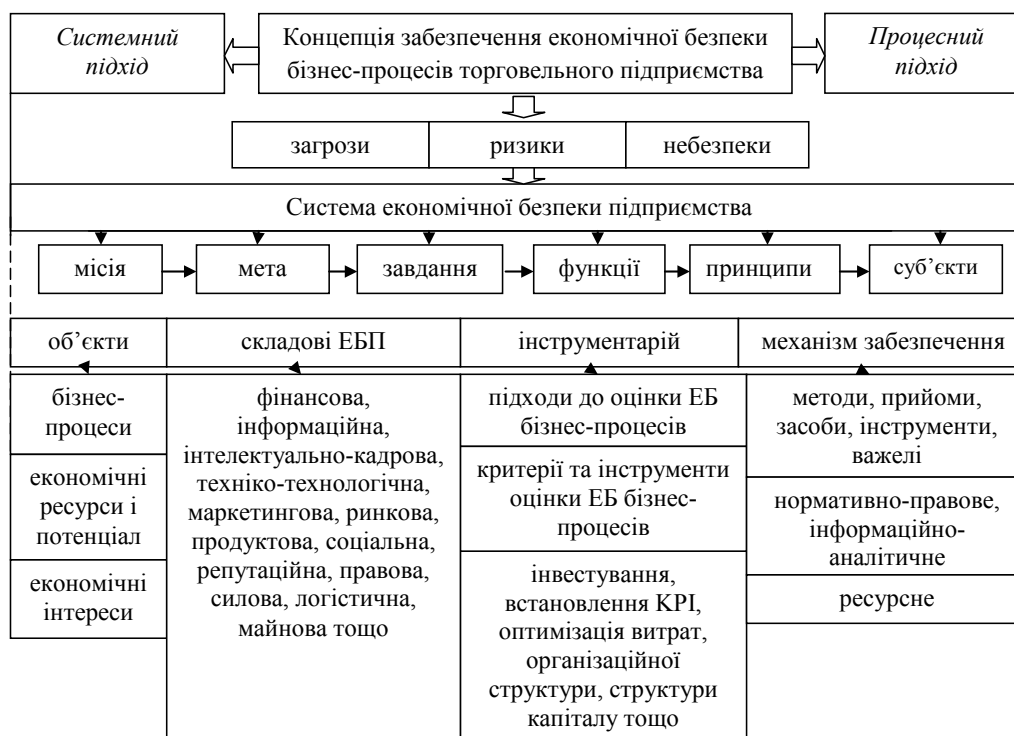 Системний
підхід
Концепція забезпечення економічної безпеки
бізнес-процесів торговельного підприємства
Процесний
підхід
загрози
ризики
небезпеки
Система економічної безпеки підприємства
місія
мета
завдання
функції
принципи
суб’єкти
об’єкти
складові ЕБП
інструментарій
механізм забезпечення
бізнес-
процеси
економічні
ресурси і
потенціал
економічні
інтереси
фінансова,
інформаційна,
інтелектуально-кадрова,
техніко-технологічна,
маркетингова, ринкова,
продуктова, соціальна,
репутаційна, правова,
силова, логістична,
майнова тощо
підходи до оцінки ЕБ
бізнес-процесів
критерії та інструменти
оцінки ЕБ бізнес-
процесів
інвестування,
встановлення KPI,
оптимізація витрат,
організаційної
структури, структури
капіталу тощо
методи, прийоми,
засоби, інструменти,
важелі
нормативно-правове,
інформаційно-
аналітичне
ресурсне